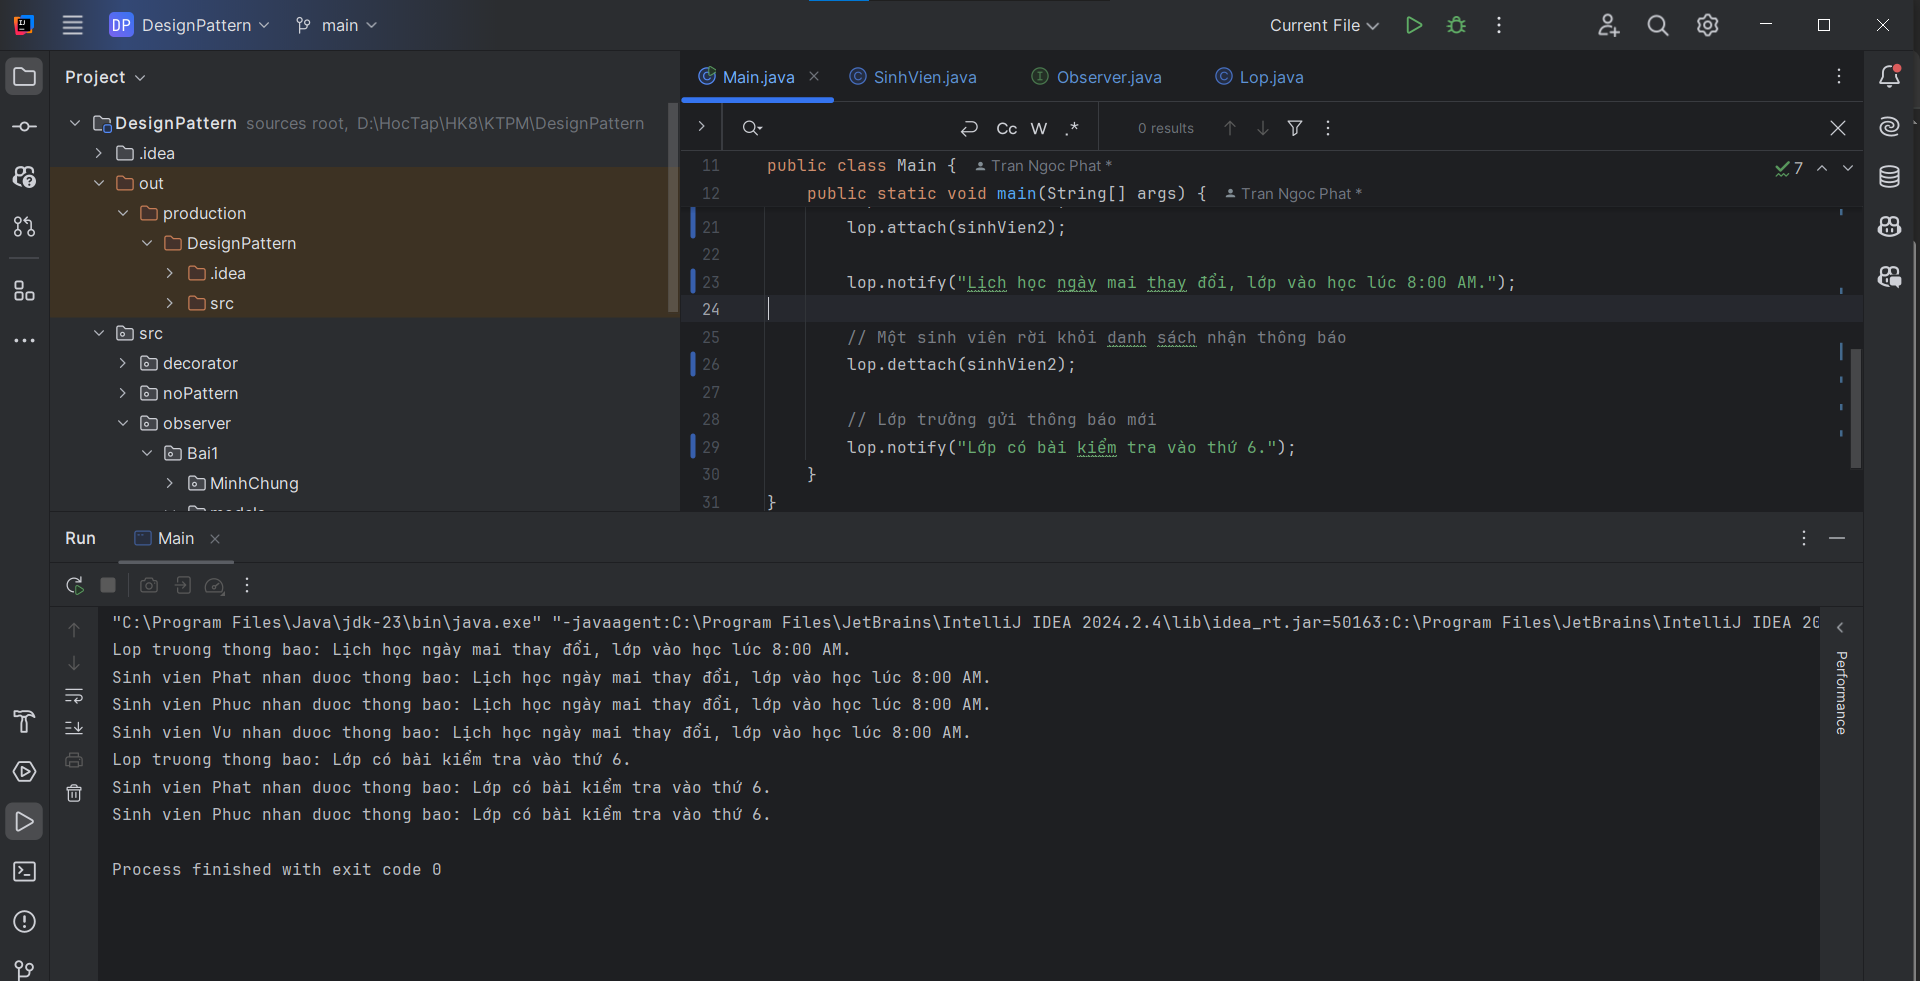 DP DesignPattern main Current File
Project
Main.java SinhVien.java Observer.java Lop.java
DesignPattern sources root, D:\HocTap\HK8\KTPM\DesignPattern
.idea
out
production
DesignPattern
.idea
src
src
decorator
noPattern
observer
Bai1
MinhChung
models
Cc W .* 0 results
11 public class Main { Tran Ngoc Phat *
12 public static void main(String[] args) { Tran Ngoc Phat *
7
21 lop.attach(sinhVien2);
22
23 lop.notify("Lịch học ngày mai thay đổi, lớp vào học lúc 8:00 AM.");
24
25 // Một sinh viên rời khỏi danh sách nhận thông báo
26 lop.dettach(sinhVien2);
27
28 // Lớp trưởng gửi thông báo mới
29 lop.notify("Lớp có bài kiểm tra vào thứ 6.");
30 }
31 }
Run Main
"C:\Program Files\Java\jdk-23\bin\java.exe" "-javaagent:C:\Program Files\JetBrains\IntelliJ IDEA 2024.2.4\lib\idea_rt.jar=50163:C:\Program Files\JetBrains\IntelliJ IDEA 20
Lop truong thong bao: Lịch học ngày mai thay đổi, lớp vào học lúc 8:00 AM.
Sinh vien Phat nhan duoc thong bao: Lịch học ngày mai thay đổi, lớp vào học lúc 8:00 AM.
Sinh vien Phuc nhan duoc thong bao: Lịch học ngày mai thay đổi, lớp vào học lúc 8:00 AM.
Sinh vien Vu nhan duoc thong bao: Lịch học ngày mai thay đổi, lớp vào học lúc 8:00 AM.
Lop truong thong bao: Lớp có bài kiểm tra vào thứ 6.
Sinh vien Phat nhan duoc thong bao: Lớp có bài kiểm tra vào thứ 6.
Sinh vien Phuc nhan duoc thong bao: Lớp có bài kiểm tra vào thứ 6.
Process finished with exit code 0
Performance